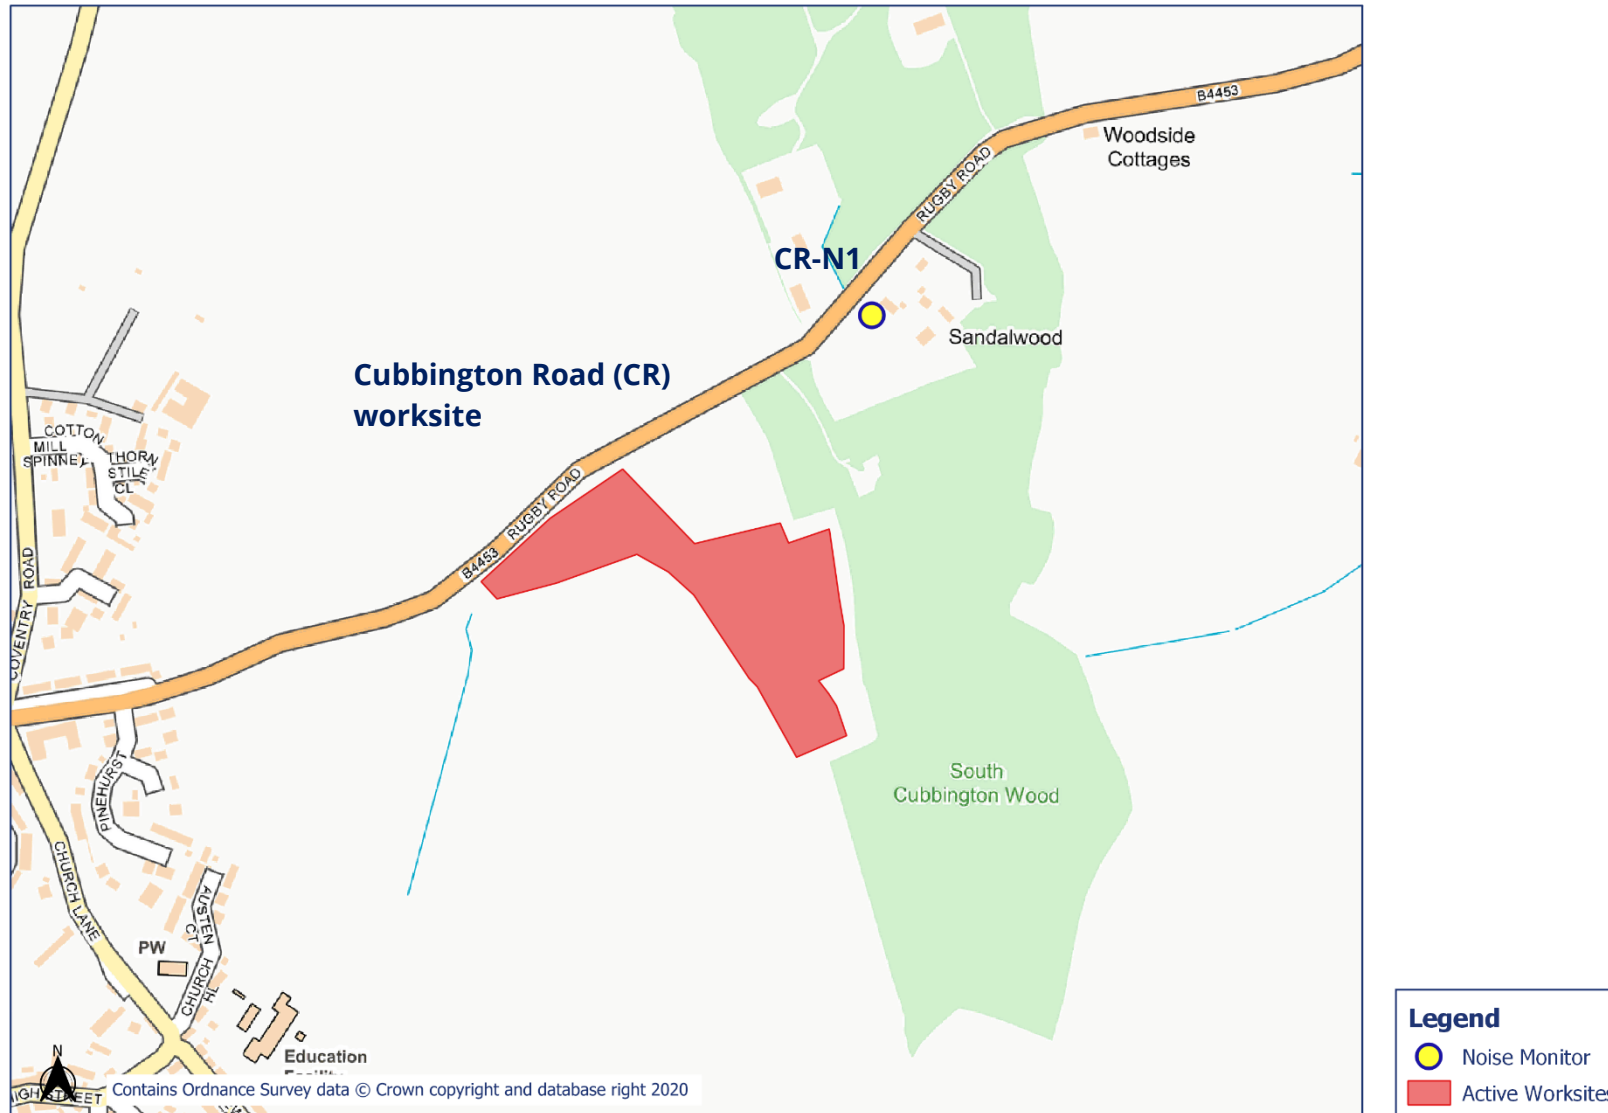 B4453
Woodside
Cottages
RUGBY ROAD
CR-N1
Sandalwood
Cubbington Road (CR)
worksite
COTTON
MILL
SPINNEY
THORN
STILE
CL
RUGBY ROAD
B4453
COVENTRY ROAD
PINEHURST
South
Cubbington Wood
CHURCH LANE
AUSTEN
CT
PW
CHURCH
HL
Education
N
Contains Ordnance Survey data © Crown copyright and database right 2020
Legend
Noise Monitor
Active Worksites